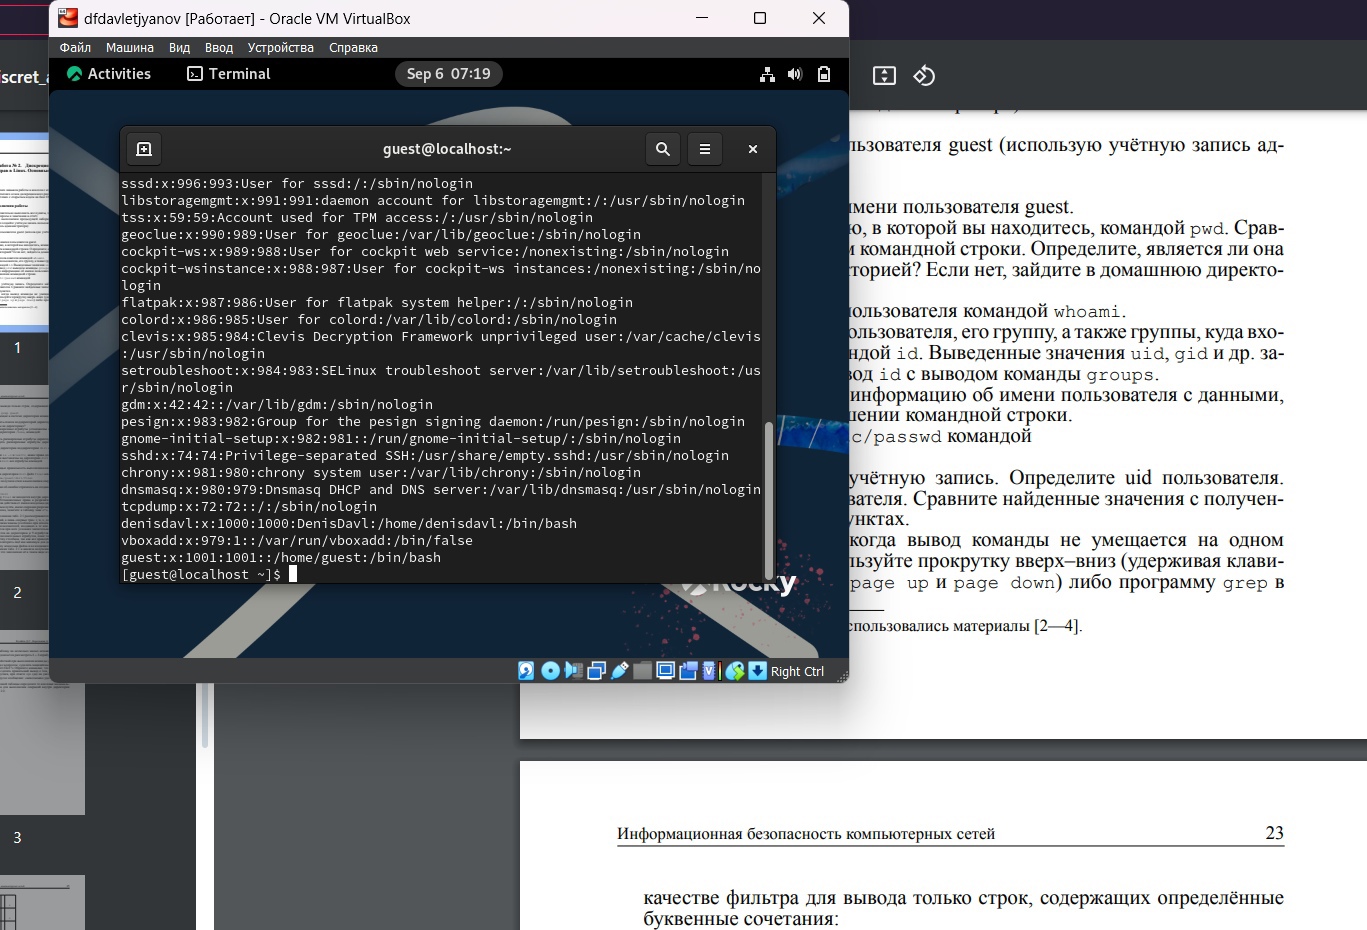 dfdavletjyanov [Работает] - Oracle VM VirtualBox
Файл Машина Вид Ввод Устройства Справка
iscret_
Activities Terminal Sep 6 07:19
guest@localhost:~
sssd:x:996:993:User for sssd:/:/sbin/nologin
libstoragemgmt:x:991:991:daemon account for libstoragemgmt:/:/usr/sbin/nologin
tss:x:59:59:Account used for TPM access:/:/usr/sbin/nologin
geoclue:x:990:989:User for geoclue:/var/lib/geoclue:/sbin/nologin
cockpit-ws:x:989:988:User for cockpit web service:/nonexisting:/sbin/nologin
cockpit-wsinstance:x:988:987:User for cockpit-ws instances:/nonexisting:/sbin/no
login
flatpak:x:987:986:User for flatpak system helper:/:/sbin/nologin
colord:x:986:985:User for colord:/var/lib/colord:/sbin/nologin
clevis:x:985:984:Clevis Decryption Framework unprivileged user:/var/cache/clevis
:/usr/sbin/nologin
setroubleshoot:x:984:983:SELinux troubleshoot server:/var/lib/setroubleshoot:/us
r/sbin/nologin
gdm:x:42:42::/var/lib/gdm:/sbin/nologin
pesign:x:983:982:Group for the pesign signing daemon:/run/pesign:/sbin/nologin
gnome-initial-setup:x:982:981::/run/gnome-initial-setup/:/sbin/nologin
sshd:x:74:74:Privilege-separated SSH:/usr/share/empty.sshd:/usr/sbin/nologin
chrony:x:981:980:chrony system user:/var/lib/chrony:/sbin/nologin
dnsmasq:x:980:979:Dnsmasq DHCP and DNS server:/var/lib/dnsmasq:/usr/sbin/nologin
tcpdump:x:72:72::/:/sbin/nologin
denisdavl:x:1000:1000:DenisDavl:/home/denisdavl:/bin/bash
vboxadd:x:979:1::/var/run/vboxadd:/bin/false
guest:x:1001:1001::/home/guest:/bin/bash
[guest@localhost ~]$
Rocky
Right Ctrl
1
2
3
льзователя guest (использую учётную запись ад-
имени пользователя guest.
ю, в которой вы находитесь, командой pwd. Срав-
м командной строки. Определите, является ли она
торией? Если нет, зайдите в домашнюю директо-
ользователя командой whoami.
ользователя, его группу, а также группы, куда вхо-
ндой id. Выведенные значения uid, gid и др. за-
вод id с выводом команды groups.
информацию об имени пользователя с данными,
шении командной строки.
c/passwd командой
учётную запись. Определите uid пользователя.
вателя. Сравните найденные значения с получен-
унктах.
когда вывод команды не умещается на одном
льзуйте прокрутку вверх–вниз (удерживая клави-
page up и page down) либо программу grep в
спользовались материалы [2—4].
Информационная безопасность компьютерных сетей 23
качестве фильтра для вывода только строк, содержащих определённые
буквенные сочетания: